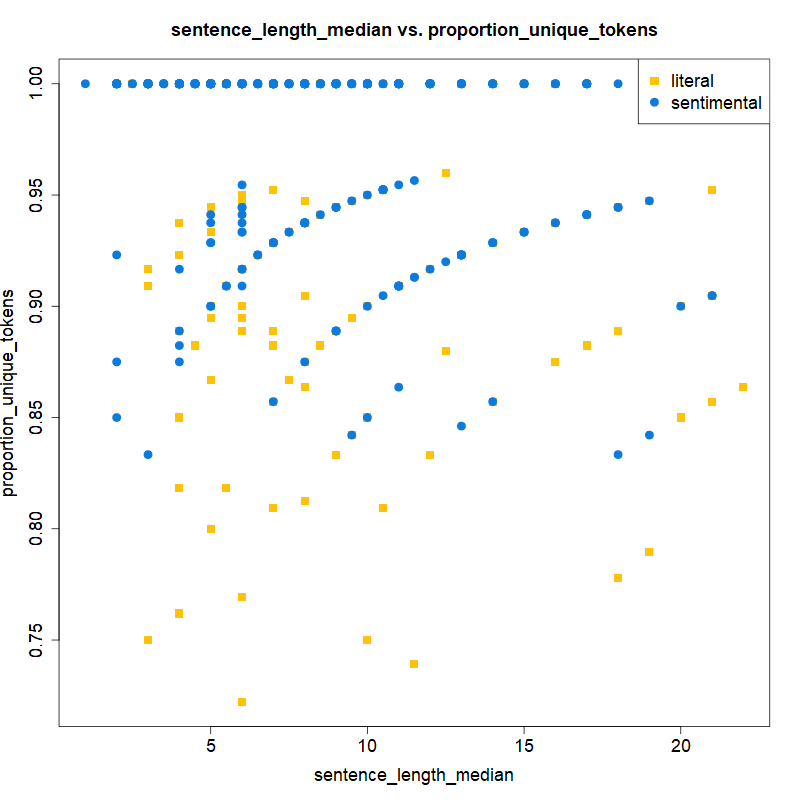 sentence_length_median vs. proportion_unique_tokens
literal
sentimental
proportion_unique_tokens
1.00
0.95
0.90
0.85
0.80
0.75
5 10 15 20
sentence_length_median